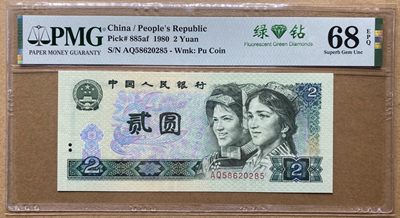 PMG
PAPER MONEY GUARANTY
China / People's Republic
Pick# 885af 1980 2 Yuan
S/N AQ58620285 - Wmk: Pu Coin
绿钻
Fluorescent Green Diamonds
68
EPQ
Superb Gem Unc
中国人民银行
2
贰圆
AQ58620285
2
2